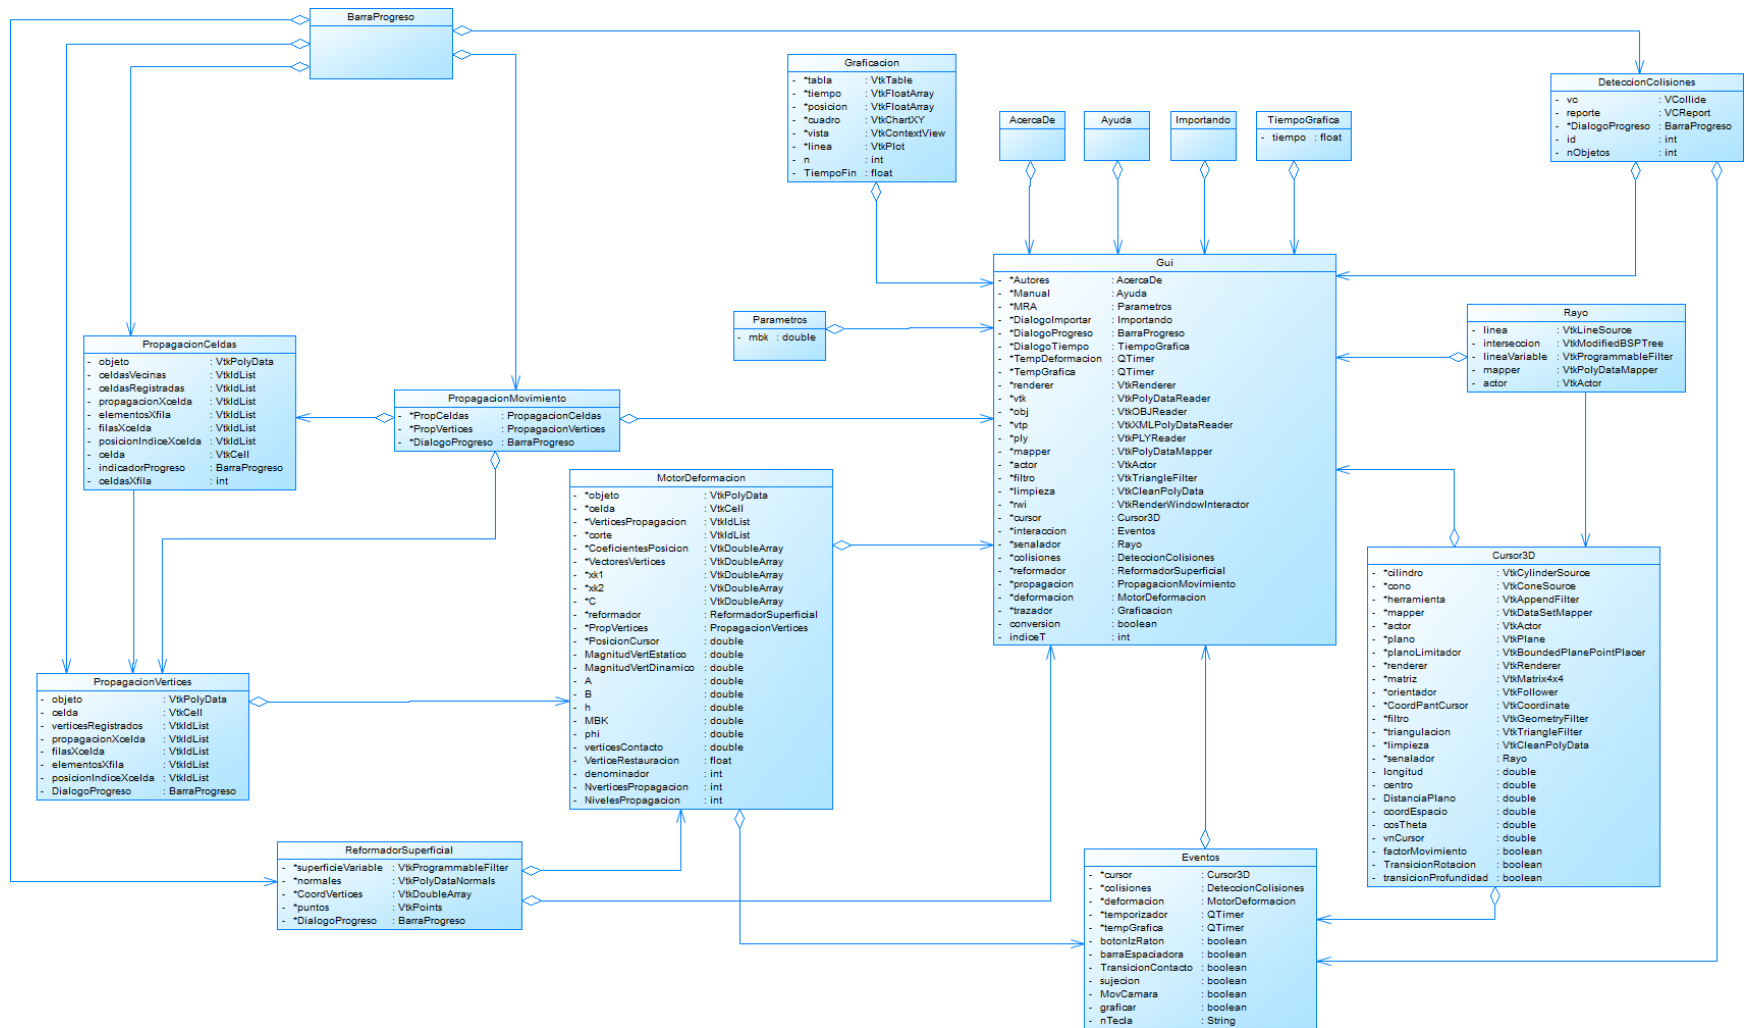 BarraProgreso
Graficacion
- *tabla : VtkTable
- *tiempo : VtkFloatArray
- *posicion : VtkFloatArray
- *cuadro : VtkChartXY
- *vista : VtkContextView
- *linea : VtkPlot
- n : int
- TiempoFin : float
AcercaDe
Ayuda
Importando
TiempoGrafica
- tiempo : float
DeteccionColisiones
- vc : VCollide
- reporte : VCReport
- *DialogoProgreso : BarraProgreso
- id : int
- nObjetos : int
Gui
- *Autores : AcercaDe
- *Manual : Ayuda
- *MRA : Parametros
- *DialogoImportar : Importando
- *DialogoProgreso : BarraProgreso
- *DialogoTiempo : TiempoGrafica
- *TempDeformacion : QTimer
- *TempGrafica : QTimer
- *renderer : VtkRenderer
- *vtk : VtkPolyDataReader
- *obj : VtkOBJReader
- *vtp : VtkXMLPolyDataReader
- *ply : VtkPLYReader
- *mapper : VtkPolyDataMapper
- *actor : VtkActor
- *filtro : VtkTriangleFilter
- *limpieza : VtkCleanPolyData
- *rwi : VtkRenderWindowInteractor
- *cursor : Cursor3D
- *interaccion : Eventos
- *senalador : Rayo
- *colisiones : DeteccionColisiones
- *reformador : ReformadorSuperficial
- *propagacion : PropagacionMovimiento
- *deformacion : MotorDeformacion
- *trazador : Graficacion
- conversion : boolean
- indiceT : int
Parametros
- mbk : double
Rayo
- linea : VtkLineSource
- interseccion : VtkModifiedBSPTree
- lineaVariable : VtkProgrammableFilter
- mapper : VtkPolyDataMapper
- actor : VtkActor
PropagacionCeldas
- objeto : VtkPolyData
- celdasVecinas : VtkIdList
- celdasRegistradas : VtkIdList
- propagacionXcelda : VtkIdList
- elementosXfila : VtkIdList
- filasXcelda : VtkIdList
- posicionIndiceXcelda : VtkIdList
- celda : VtkCell
- indicadorProgreso : BarraProgreso
- celdasXfila : int
PropagacionMovimiento
- *PropCeldas : PropagacionCeldas
- *PropVertices : PropagacionVertices
- *DialogoProgreso : BarraProgreso
MotorDeformacion
- *objeto : VtkPolyData
- *celda : VtkCell
- *VerticesPropagacion : VtkIdList
- *corte : VtkIdList
- *CoeficientesPosicion : VtkDoubleArray
- *VectoresVertices : VtkDoubleArray
- *xk1 : VtkDoubleArray
- *xk2 : VtkDoubleArray
- *C : VtkDoubleArray
- *reformador : ReformadorSuperficial
- *PropVertices : PropagacionVertices
- *PosicionCursor : double
- MagnitudVertEstatico : double
- MagnitudVertDinamico : double
- A : double
- B : double
- h : double
- MBK : double
- phi : double
- verticesContacto : double
- VerticeRestauracion : float
- denominador : int
- NverticesPropagacion : int
- NivelesPropagacion : int
Cursor3D
- *cilindro : VtkCylinderSource
- *cono : VtkConeSource
- *herramienta : VtkAppendFilter
- *mapper : VtkDataSetMapper
- *actor : VtkActor
- *plano : VtkPlane
- *planoLimitador : VtkBoundedPlanePointPlacer
- *renderer : VtkRenderer
- *matriz : VtkMatrix4x4
- *orientador : VtkFollower
- *CoordPantCursor : VtkCoordinate
- *filtro : VtkGeometryFilter
- *triangulacion : VtkTriangleFilter
- *limpieza : VtkCleanPolyData
- *senalador : Rayo
- longitud : double
- centro : double
- DistanciaPlano : double
- coordEspacio : double
- cosTheta : double
- vnCursor : double
- factorMovimiento : boolean
- TransicionRotacion : boolean
- transicionProfundidad : boolean
PropagacionVertices
- objeto : VtkPolyData
- celda : VtkCell
- verticesRegistrados : VtkIdList
- propagacionXcelda : VtkIdList
- filasXcelda : VtkIdList
- elementosXfila : VtkIdList
- posicionIndiceXcelda : VtkIdList
- DialogoProgreso : BarraProgreso
ReformadorSuperficial
- *superficieVariable : VtkProgrammableFilter
- *normales : VtkPolyDataNormals
- *CoordVertices : VtkDoubleArray
- *puntos : VtkPoints
- *DialogoProgreso : BarraProgreso
Eventos
- *cursor : Cursor3D
- *colisiones : DeteccionColisiones
- *deformacion : MotorDeformacion
- *temporizador : QTimer
- *tempGrafica : QTimer
- botonIzRaton : boolean
- barraEspaciadora : boolean
- TransicionContacto : boolean
- sujecion : boolean
- MovCamara : boolean
- graficar : boolean
- nTecla : String